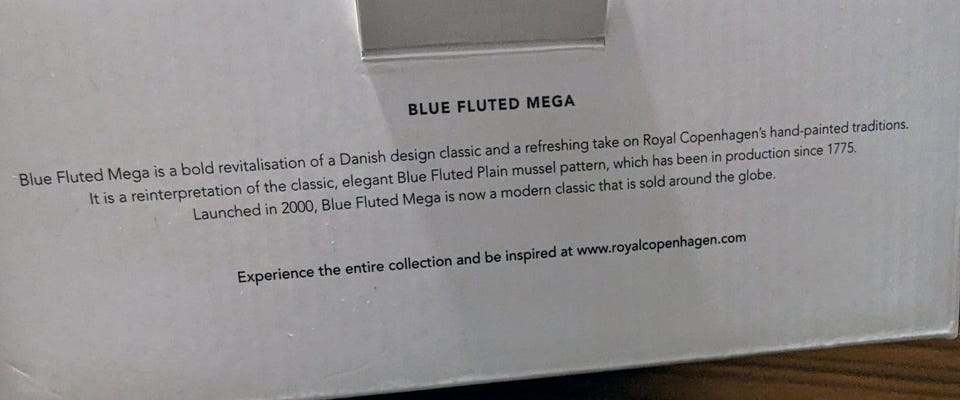 BLUE FLUTED MEGA
Blue Fluted Mega is a bold revitalisation of a Danish design classic and a refreshing take on Royal Copenhagen's hand-painted traditions.
It is a reinterpretation of the classic, elegant Blue Fluted Plain mussel pattern, which has been in production since 1775.
Launched in 2000, Blue Fluted Mega is now a modern classic that is sold around the globe.
Experience the entire collection and be inspired at www.royalcopenhagen.com